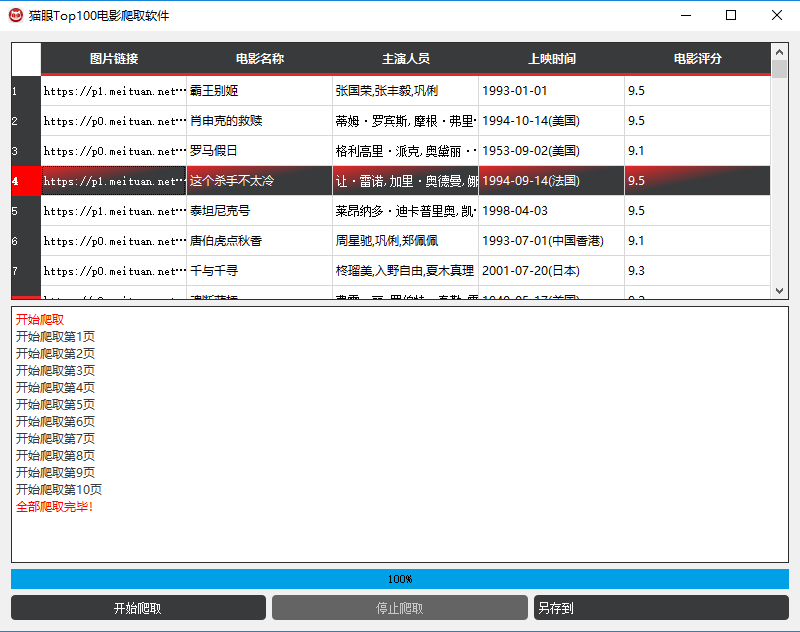 猫眼Top100电影爬取软件
图片链接 电影名称 主演人员 上映时间 电影评分
1 https://p1.meituan.net… 霸王别姬 张国荣,张丰毅,巩俐 1993-01-01 9.5
2 https://p0.meituan.net… 肖申克的救赎 蒂姆·罗宾斯,摩根·弗里… 1994-10-14(美国) 9.5
3 https://p0.meituan.net… 罗马假日 格利高里·派克,奥黛丽·… 1953-09-02(美国) 9.1
4 https://p1.meituan.net… 这个杀手不太冷 让·雷诺,加里·奥德曼,娜 1994-09-14(法国) 9.5
5 https://p1.meituan.net… 泰坦尼克号 莱昂纳多·迪卡普里奥,凯… 1998-04-03 9.5
6 https://p0.meituan.net… 唐伯虎点秋香 周星驰,巩俐,郑佩佩 1993-07-01(中国香港) 9.1
7 https://p0.meituan.net… 千与千寻 柊瑠美,入野自由,夏木真理 2001-07-20(日本) 9.3
开始爬取
开始爬取第1页
开始爬取第2页
开始爬取第3页
开始爬取第4页
开始爬取第5页
开始爬取第6页
开始爬取第7页
开始爬取第8页
开始爬取第9页
开始爬取第10页
全部爬取完毕!
100%
开始爬取 停止爬取 另存到